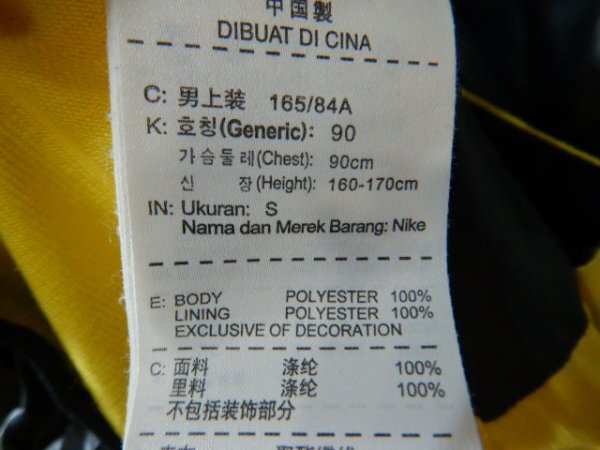 中国製
DIBUAT DI CINA
C: 男上装 165/84A
K: 호칭(Generic): 90
가슴둘레(Chest): 90cm
신 장(Height): 160-170cm
IN: Ukuran: S
Nama dan Merek Barang: Nike
E: BODY POLYESTER 100%
LINING POLYESTER 100%
EXCLUSIVE OF DECORATION
C: 面料 涤纶 100%
里料 涤纶 100%
不包括装饰部分